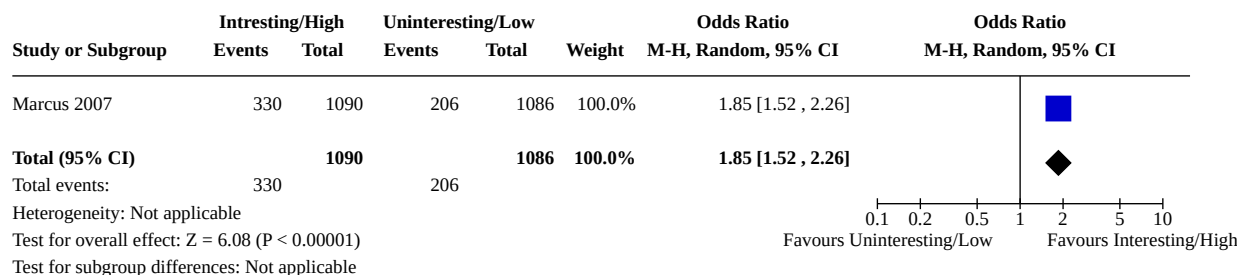 Intresting/High Uninteresting/Low Odds Ratio Odds Ratio
Study or Subgroup Events Total Events Total Weight M-H, Random, 95% CI M-H, Random, 95% CI
Marcus 2007 330 1090 206 1086 100.0% 1.85 [1.52 , 2.26]
Total (95% CI) 1090 1086 100.0% 1.85 [1.52 , 2.26]
Total events: 330 206
Heterogeneity: Not applicable
0.1 0.2 0.5 1 2 5 10
Test for overall effect: Z = 6.08 (P < 0.00001) Favours Uninteresting/Low Favours Interesting/High
Test for subgroup differences: Not applicable